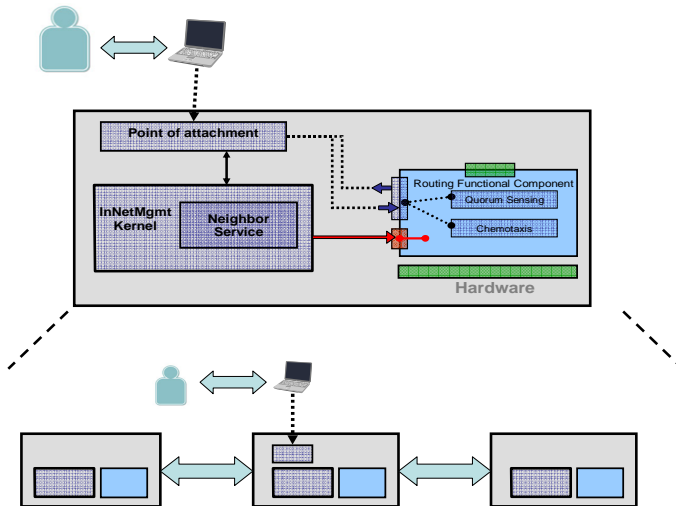 Point of attachment
Routing Functional Component
Quorum Sensing
InNetMgmt
Kernel
Neighbor
Service
Chemotaxis
Hardware